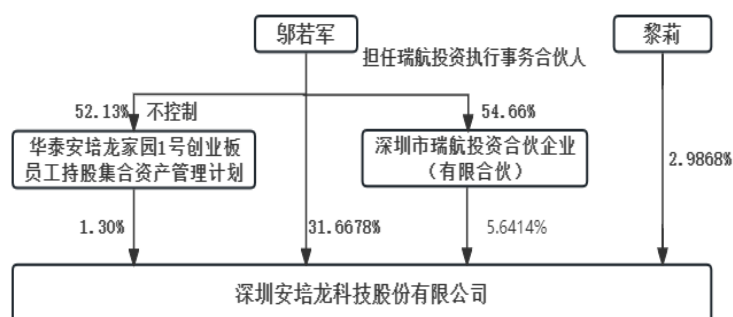 邬若军
黎莉
担任瑞航投资执行事务合伙人
52.13% 不控制
54.66%
华泰安培龙家园1号创业板
员工持股集合资产管理计划
深圳市瑞航投资合伙企业
（有限合伙）
2.9868%
1.30%
31.6678%
5.6414%
深圳安培龙科技股份有限公司